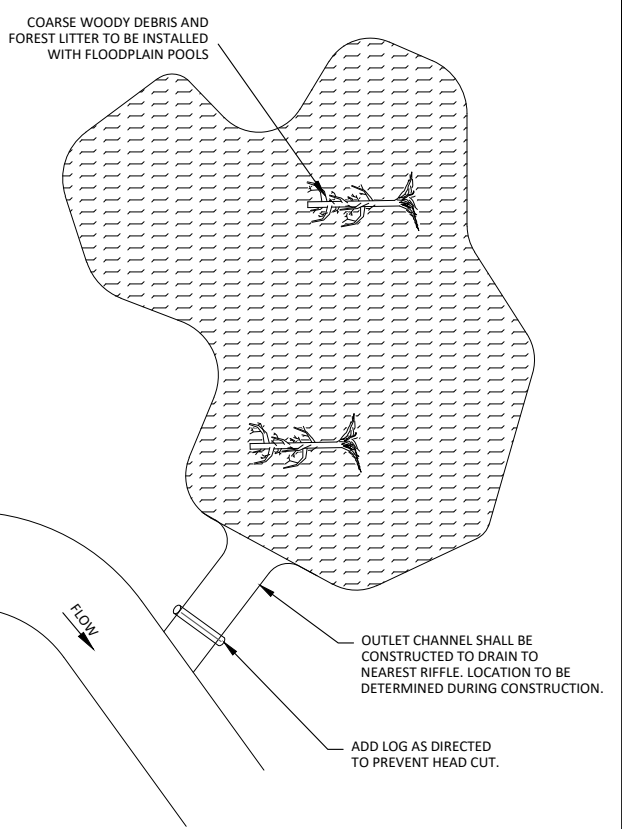 COARSE WOODY DEBRIS AND
FOREST LITTER TO BE INSTALLED
WITH FLOODPLAIN POOLS
FLOW
OUTLET CHANNEL SHALL BE
CONSTRUCTED TO DRAIN TO
NEAREST RIFFLE. LOCATION TO BE
DETERMINED DURING CONSTRUCTION.
ADD LOG AS DIRECTED
TO PREVENT HEAD CUT.